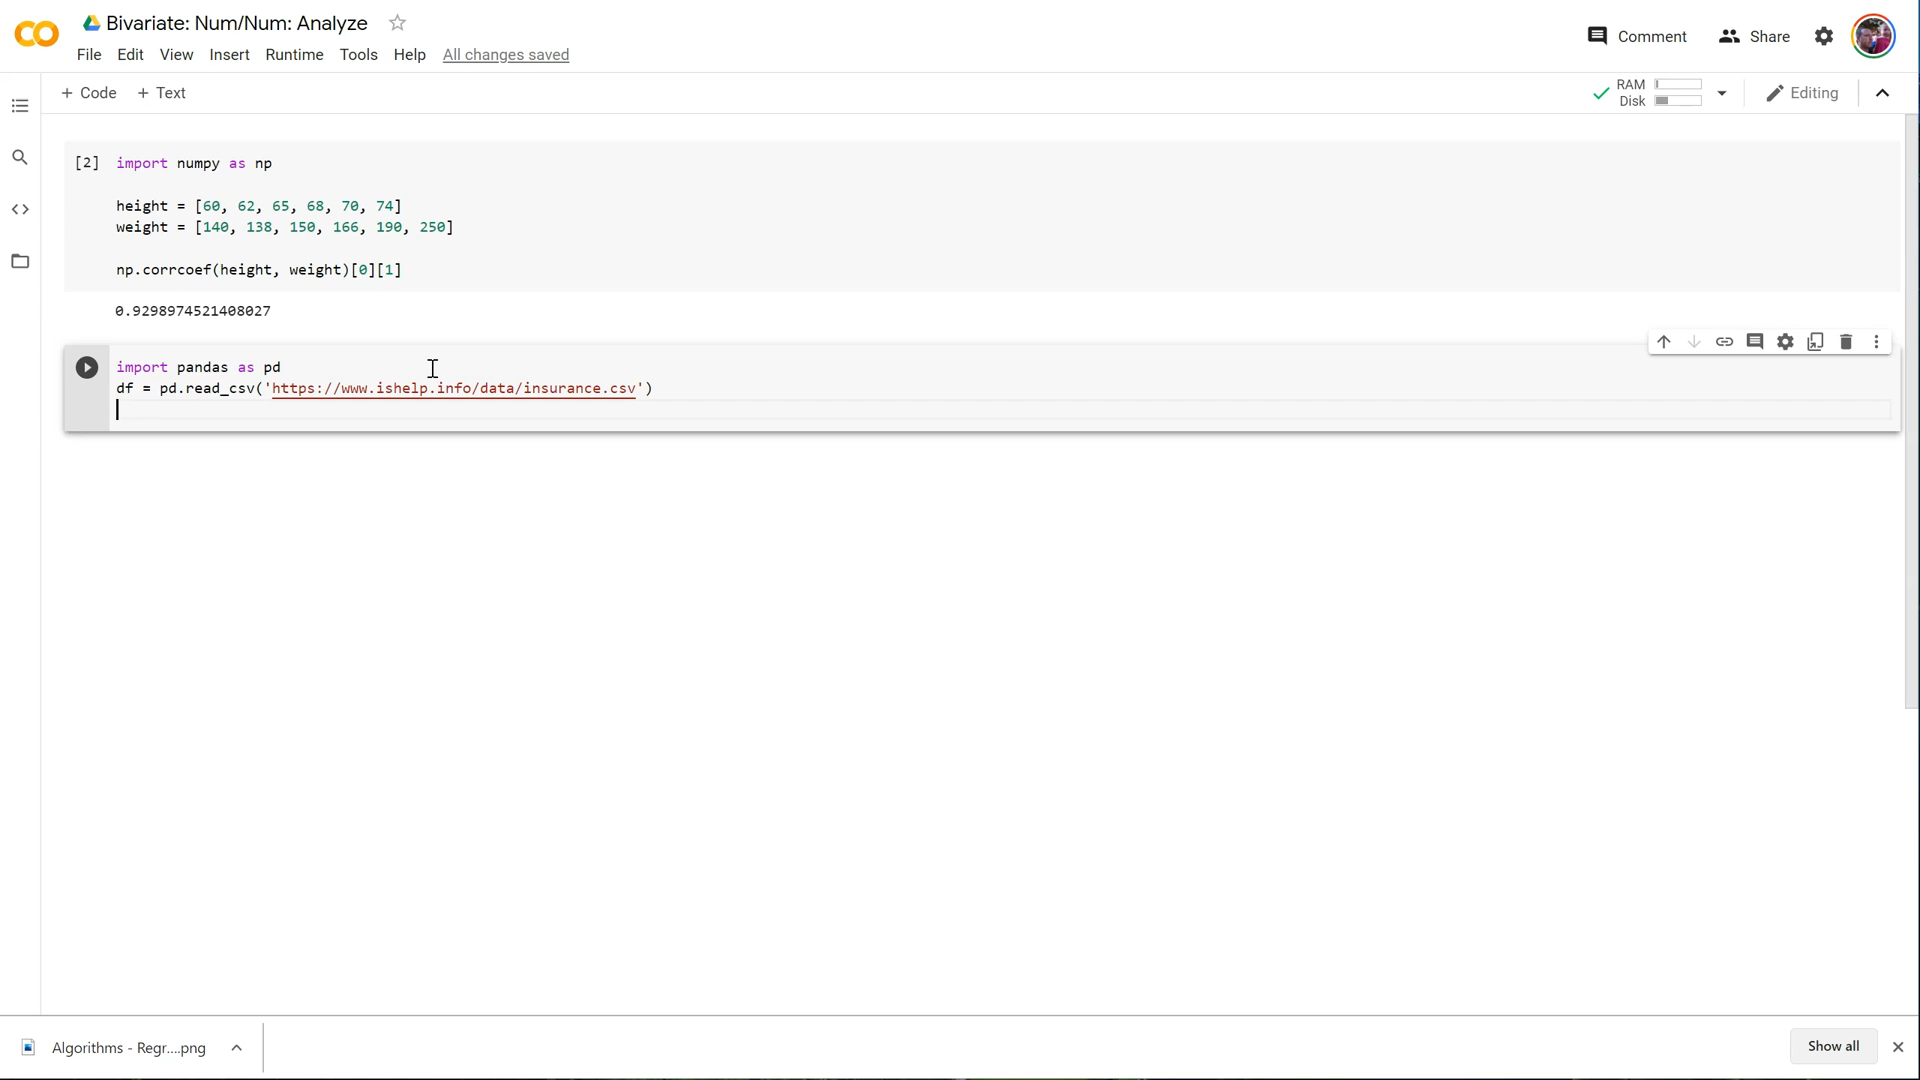 Bivariate: Num/Num: Analyze
File Edit View Insert Runtime Tools Help All changes saved
Comment
Share
+ Code + Text
RAM
Disk
Editing
[2] import numpy as np
height = [60, 62, 65, 68, 70, 74]
weight = [140, 138, 150, 166, 190, 250]
np.corrcoef(height, weight)[0][1]
0.9298974521408027
import pandas as pd
df = pd.read_csv('https://www.ishelp.info/data/insurance.csv')
Algorithms - Regr....png
Show all